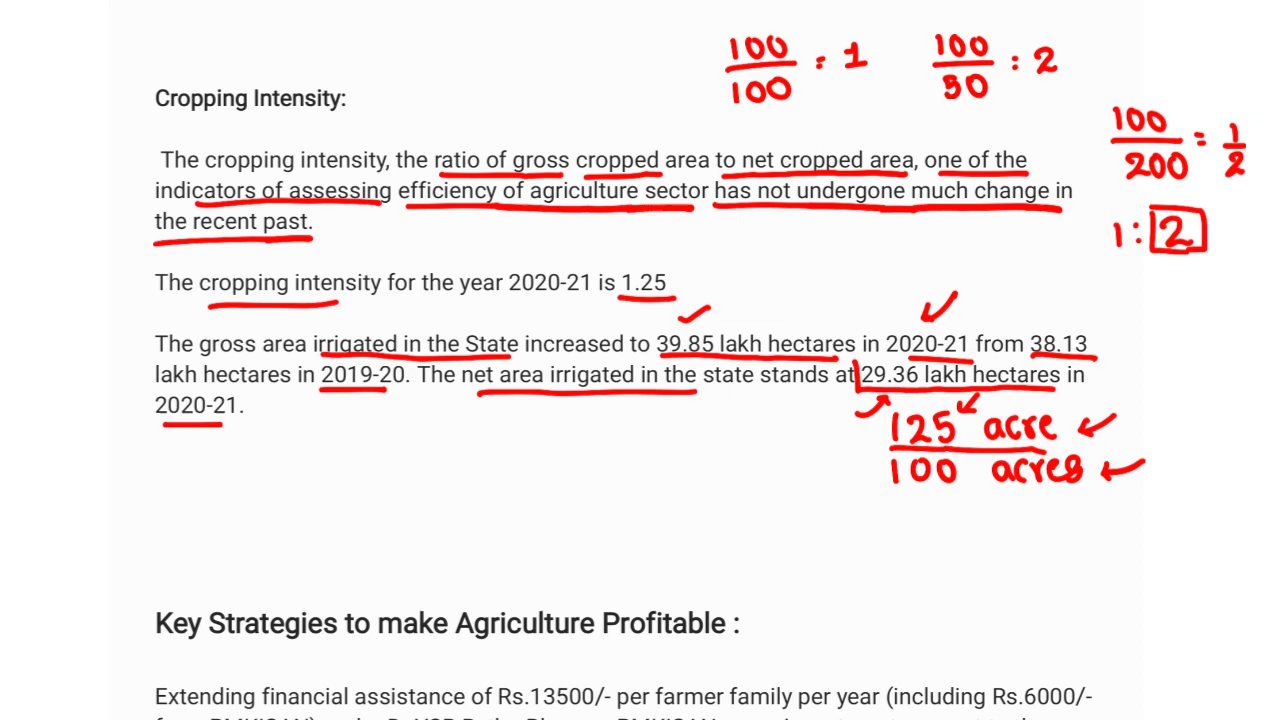 100/100 = 1
100/50 = 2
Cropping Intensity:
100/200 = 1/2
The cropping intensity, the ratio of gross cropped area to net cropped area, one of the
indicators of assessing efficiency of agriculture sector has not undergone much change in
the recent past.
1:2
The cropping intensity for the year 2020-21 is 1.25
The gross area irrigated in the State increased to 39.85 lakh hectares in 2020-21 from 38.13
lakh hectares in 2019-20. The net area irrigated in the state stands at 29.36 lakh hectares in
2020-21.
125 acre
100 acres
Key Strategies to make Agriculture Profitable :
Extending financial assistance of Rs.13500/- per farmer family per year (including Rs.6000/-